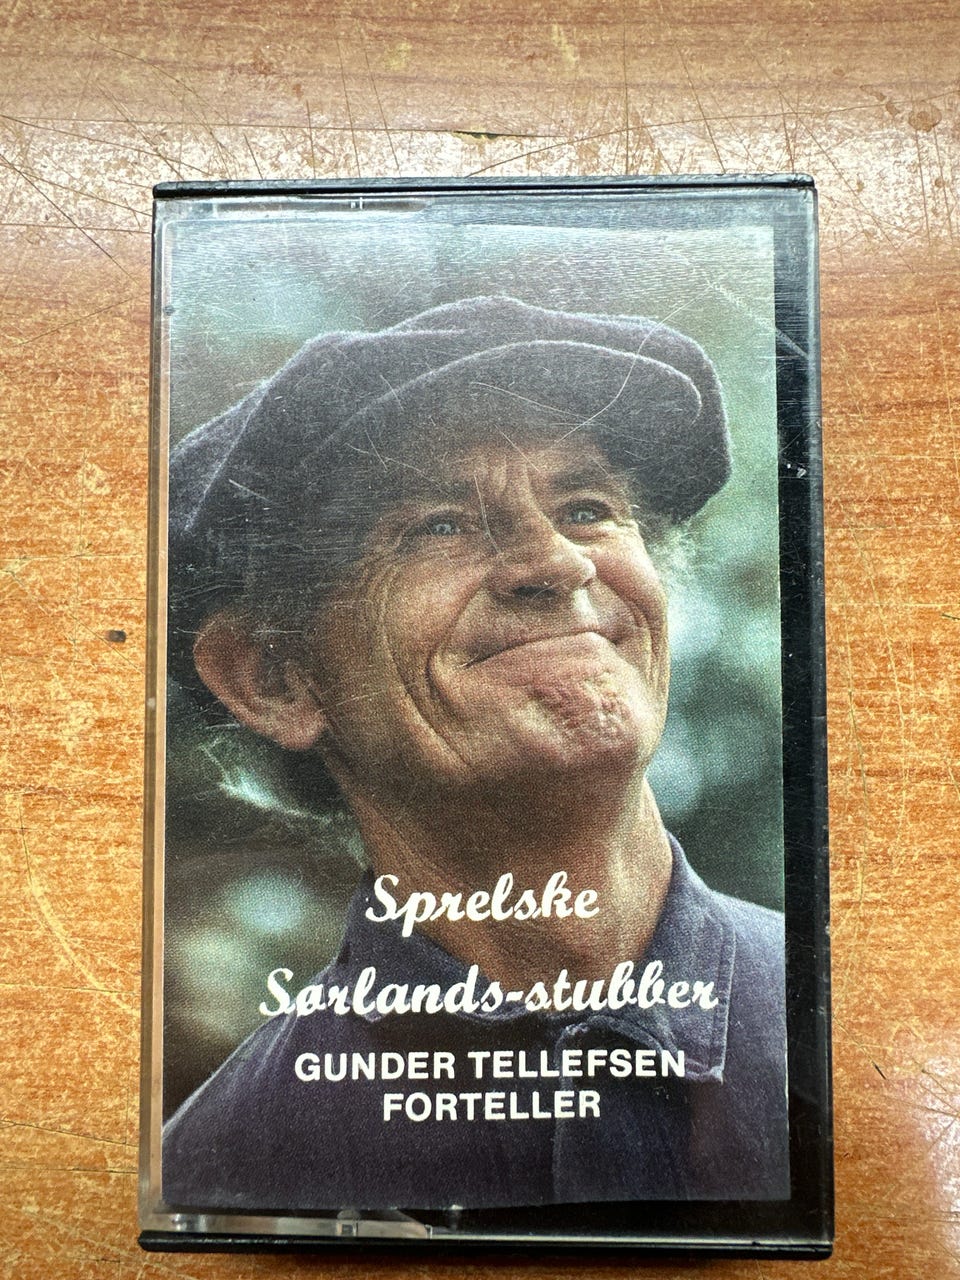 Sprelske
Sørlands-stubber
GUNDER TELLEFSEN
FORTELLER